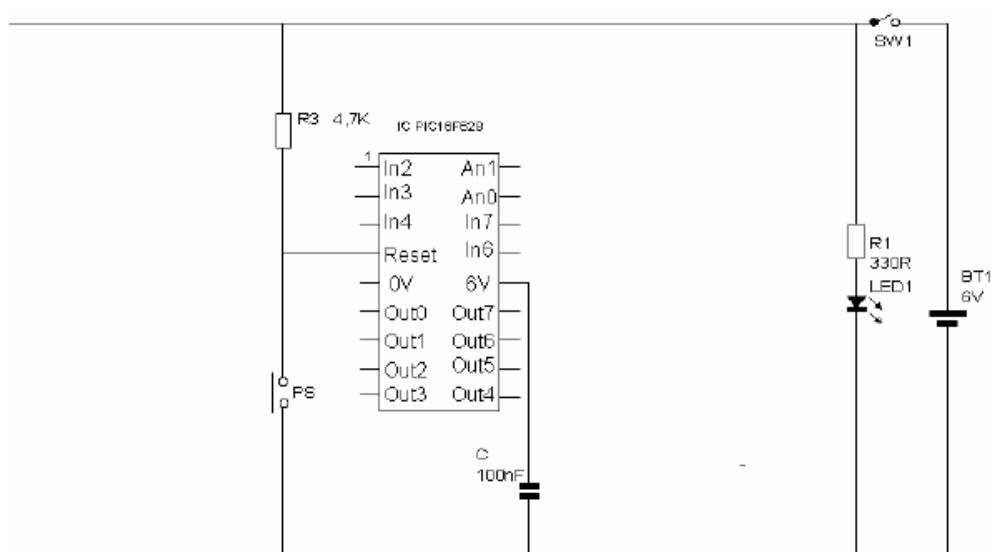 SW1
R3 4,7K
IC PIC16F628
1
In2 An1
In3 An0
In4 In7
Reset In6
0V 6V
Out0 Out7
Out1 Out6
Out2 Out5
Out3 Out4
R1
330R
LED1
BT1
6V
PS
C
100nF